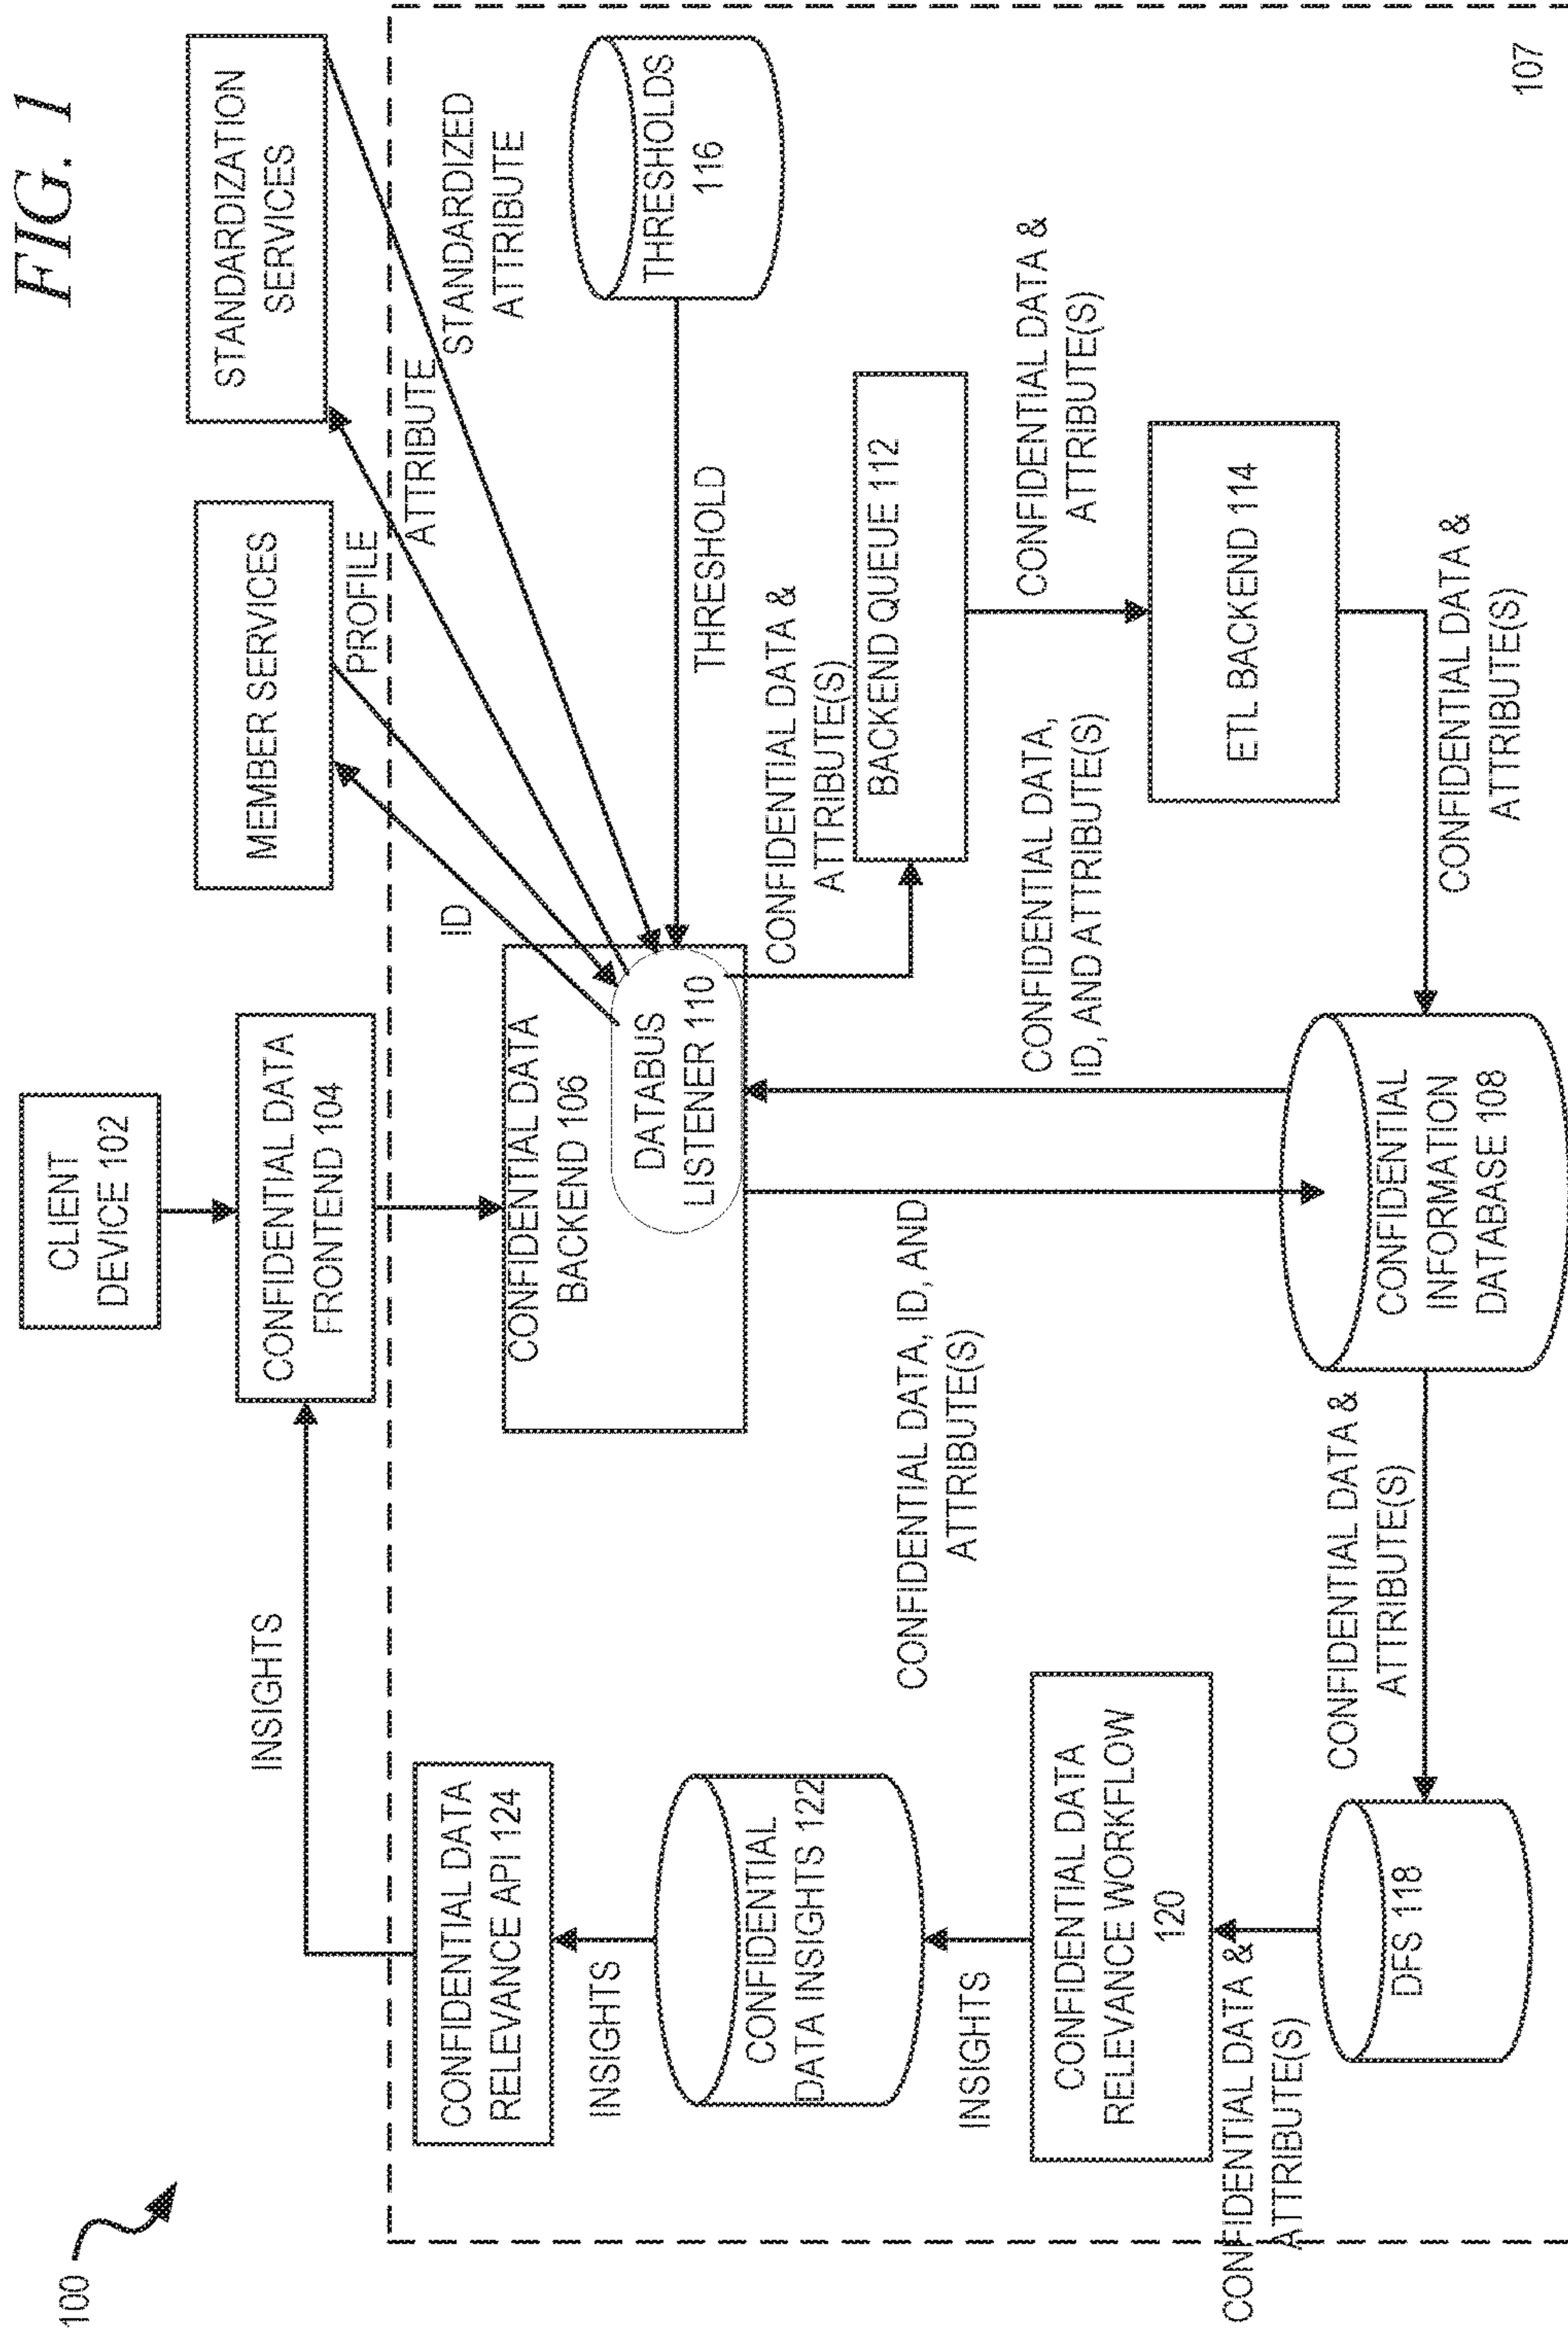 FIG. 1
100
CLIENT
DEVICE 102
CONFIDENTIAL DATA
FRONTEND 104
MEMBER SERVICES
STANDARDIZATION
SERVICES
INSIGHTS
ID
PROFILE
ATTRIBUTE
STANDARDIZED
ATTRIBUTE
CONFIDENTIAL DATA
RELEVANCE API 124
CONFIDENTIAL DATA
BACKEND 106
DATABUS
LISTENER 110
THRESHOLD
THRESHOLDS
116
INSIGHTS
CONFIDENTIAL
DATA INSIGHTS 122
CONFIDENTIAL DATA &
ATTRIBUTE(S)
BACKEND QUEUE 112
CONFIDENTIAL DATA, ID, AND
ATTRIBUTE(S)
CONFIDENTIAL DATA,
ID, AND ATTRIBUTE(S)
CONFIDENTIAL DATA &
ATTRIBUTE(S)
INSIGHTS
CONFIDENTIAL DATA
RELEVANCE WORKFLOW
120
ETL BACKEND 114
CONFIDENTIAL DATA &
ATTRIBUTE(S)
DFS 118
CONFIDENTIAL DATA &
ATTRIBUTE(S)
CONFIDENTIAL
INFORMATION
DATABASE 108
CONFIDENTIAL DATA &
ATTRIBUTE(S)
107